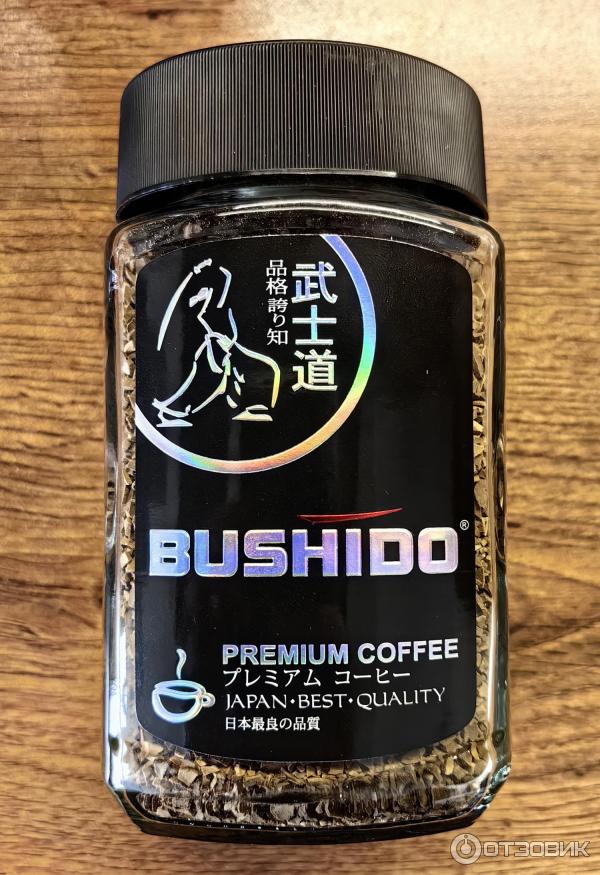 武士道
品格誇り知
BUSHIDO®
PREMIUM COFFEE
プレミアム コーヒー
JAPAN·BEST·QUALITY
日本最良の品質
ОТЗОВИК